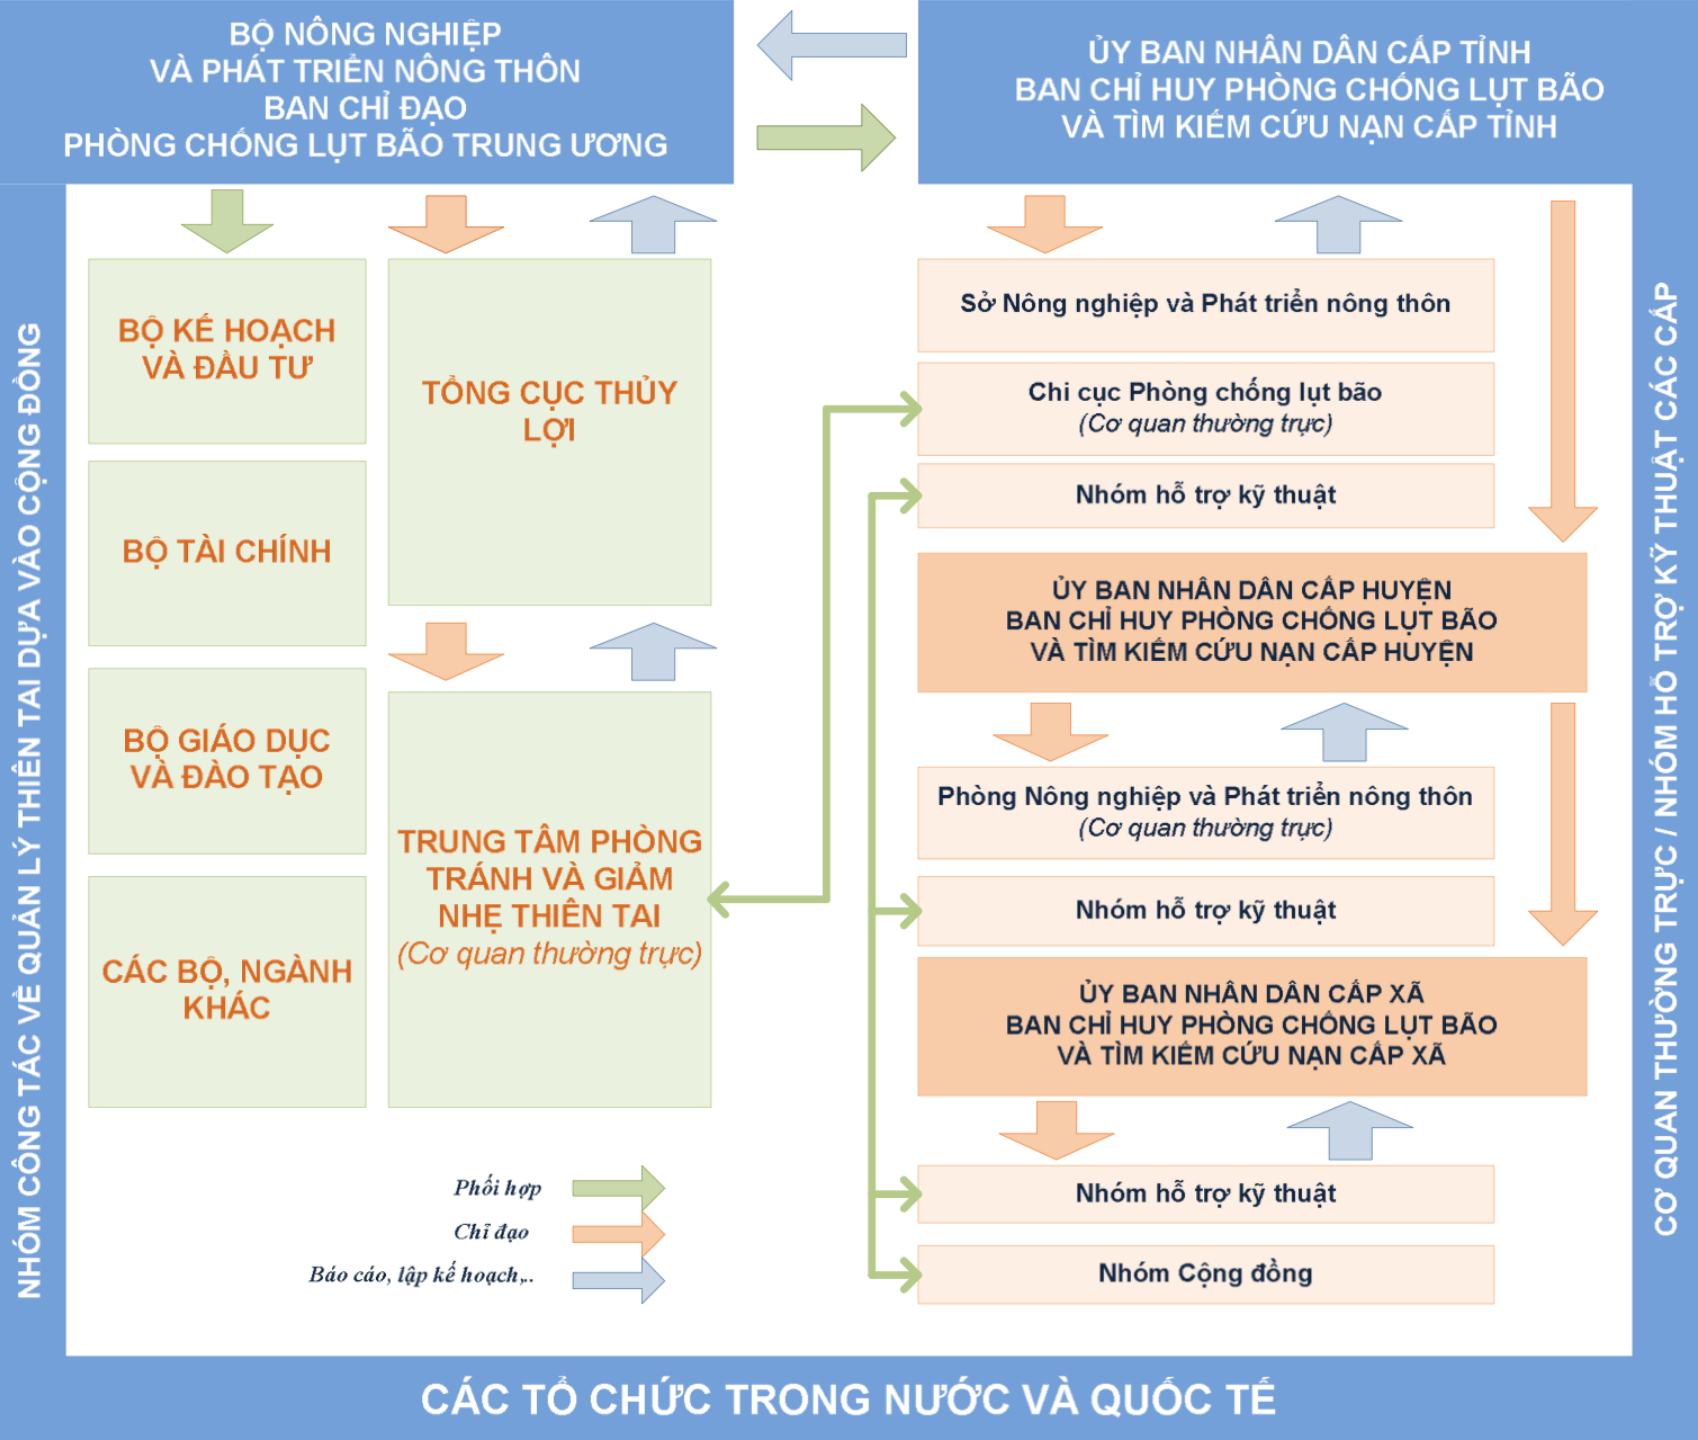 BỘ NÔNG NGHIỆP
VÀ PHÁT TRIỂN NÔNG THÔN
BAN CHỈ ĐẠO
PHÒNG CHỐNG LỤT BÃO TRUNG ƯƠNG
ỦY BAN NHÂN DÂN CẤP TỈNH
BAN CHỈ HUY PHÒNG CHỐNG LỤT BÃO
VÀ TÌM KIẾM CỨU NẠN CẤP TỈNH
NHÓM CÔNG TÁC VỀ QUẢN LÝ THIÊN TAI DỰA VÀO CỘNG ĐỒNG
BỘ KẾ HOẠCH
VÀ ĐẦU TƯ
BỘ TÀI CHÍNH
BỘ GIÁO DỤC
VÀ ĐÀO TẠO
CÁC BỘ, NGÀNH
KHÁC
TỔNG CỤC THỦY
LỢI
TRUNG TÂM PHÒNG
TRÁNH VÀ GIẢM
NHẸ THIÊN TAI
(Cơ quan thường trực)
Sở Nông nghiệp và Phát triển nông thôn
Chi cục Phòng chống lụt bão
(Cơ quan thường trực)
Nhóm hỗ trợ kỹ thuật
ỦY BAN NHÂN DÂN CẤP HUYỆN
BAN CHỈ HUY PHÒNG CHỐNG LỤT BÃO
VÀ TÌM KIẾM CỨU NẠN CẤP HUYỆN
Phòng Nông nghiệp và Phát triển nông thôn
(Cơ quan thường trực)
Nhóm hỗ trợ kỹ thuật
ỦY BAN NHÂN DÂN CẤP XÃ
BAN CHỈ HUY PHÒNG CHỐNG LỤT BÃO
VÀ TÌM KIẾM CỨU NẠN CẤP XÃ
Nhóm hỗ trợ kỹ thuật
Nhóm Cộng đồng
CƠ QUAN THƯỜNG TRỰC / NHÓM HỖ TRỢ KỸ THUẬT CÁC CẤP
Phối hợp
Chỉ đạo
Báo cáo, lập kế hoạch,..
CÁC TỔ CHỨC TRONG NƯỚC VÀ QUỐC TẾ